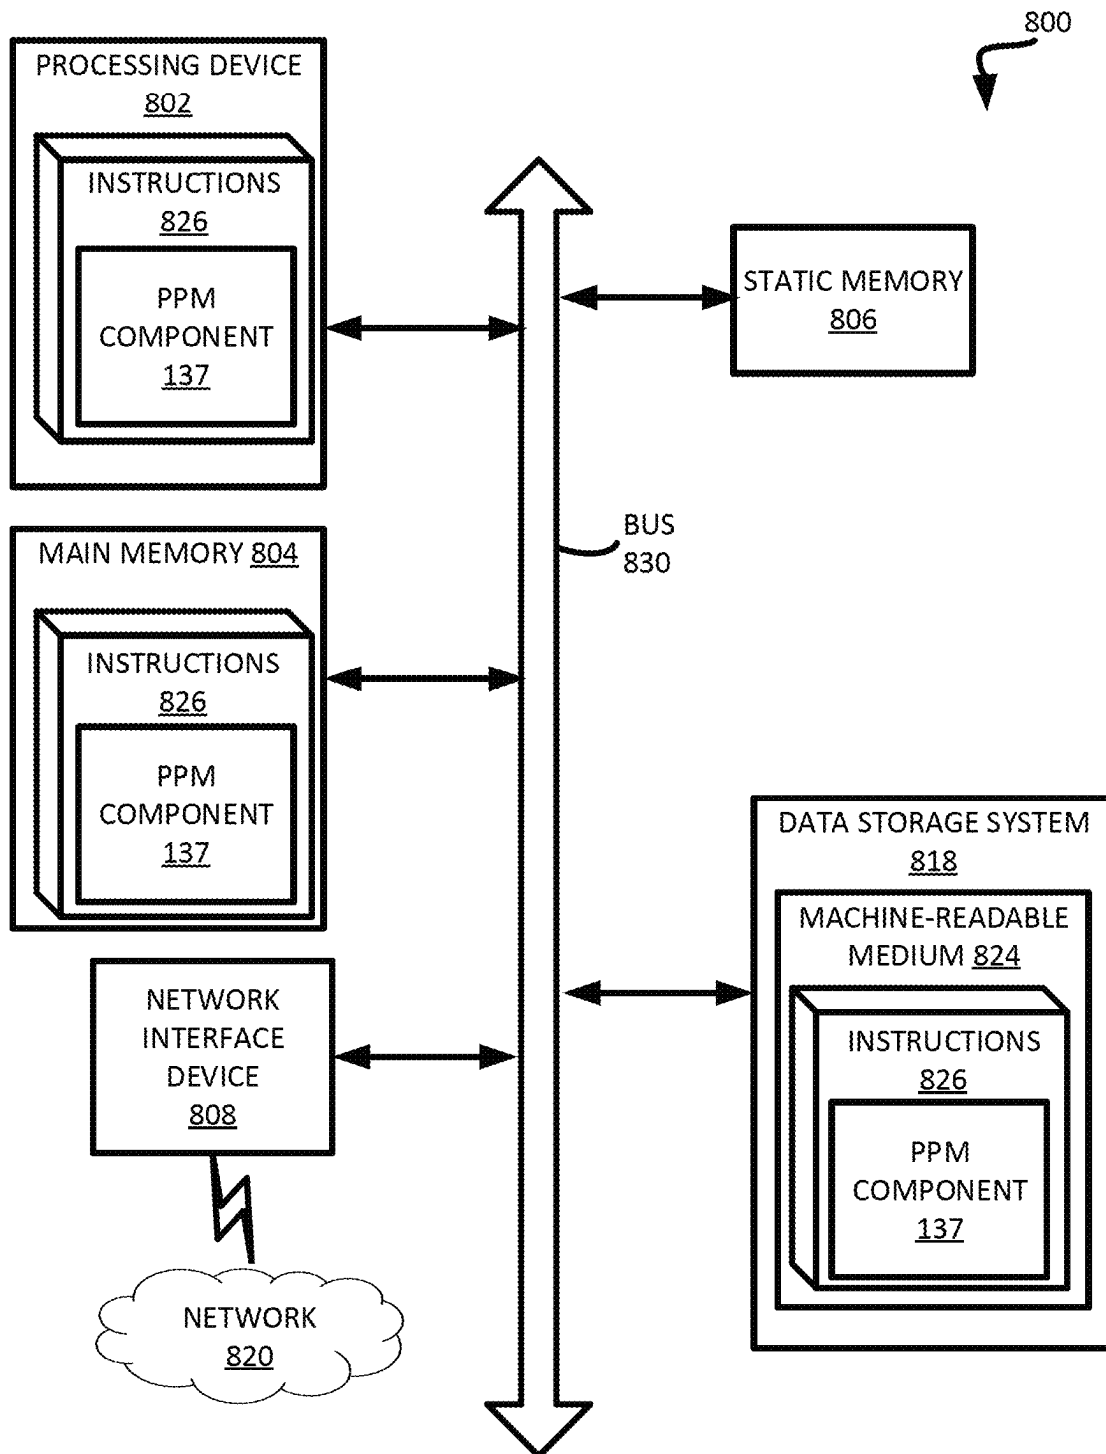 800
PROCESSING DEVICE
802
INSTRUCTIONS
826
PPM
COMPONENT
137
STATIC MEMORY
806
BUS
830
MAIN MEMORY 804
INSTRUCTIONS
826
PPM
COMPONENT
137
DATA STORAGE SYSTEM
818
MACHINE-READABLE
MEDIUM 824
INSTRUCTIONS
826
PPM
COMPONENT
137
NETWORK
INTERFACE
DEVICE
808
NETWORK
820